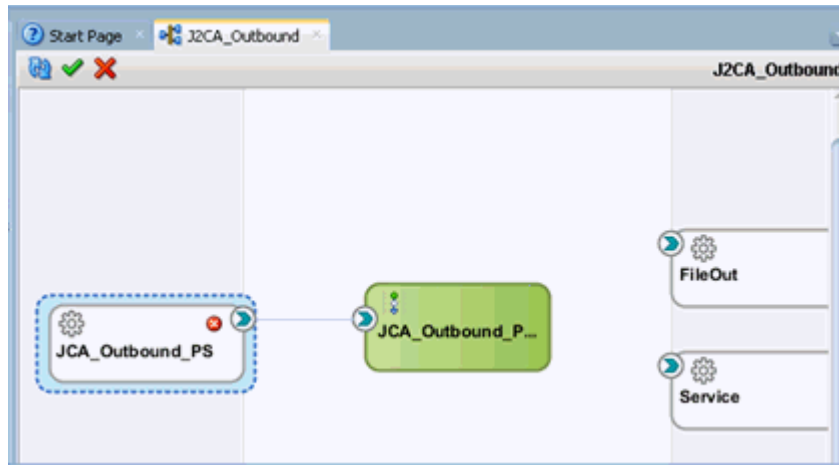 Start Page
J2CA_Outbound
J2CA_Outbound
FileOut
JCA_Outbound_P...
JCA_Outbound_PS
Service